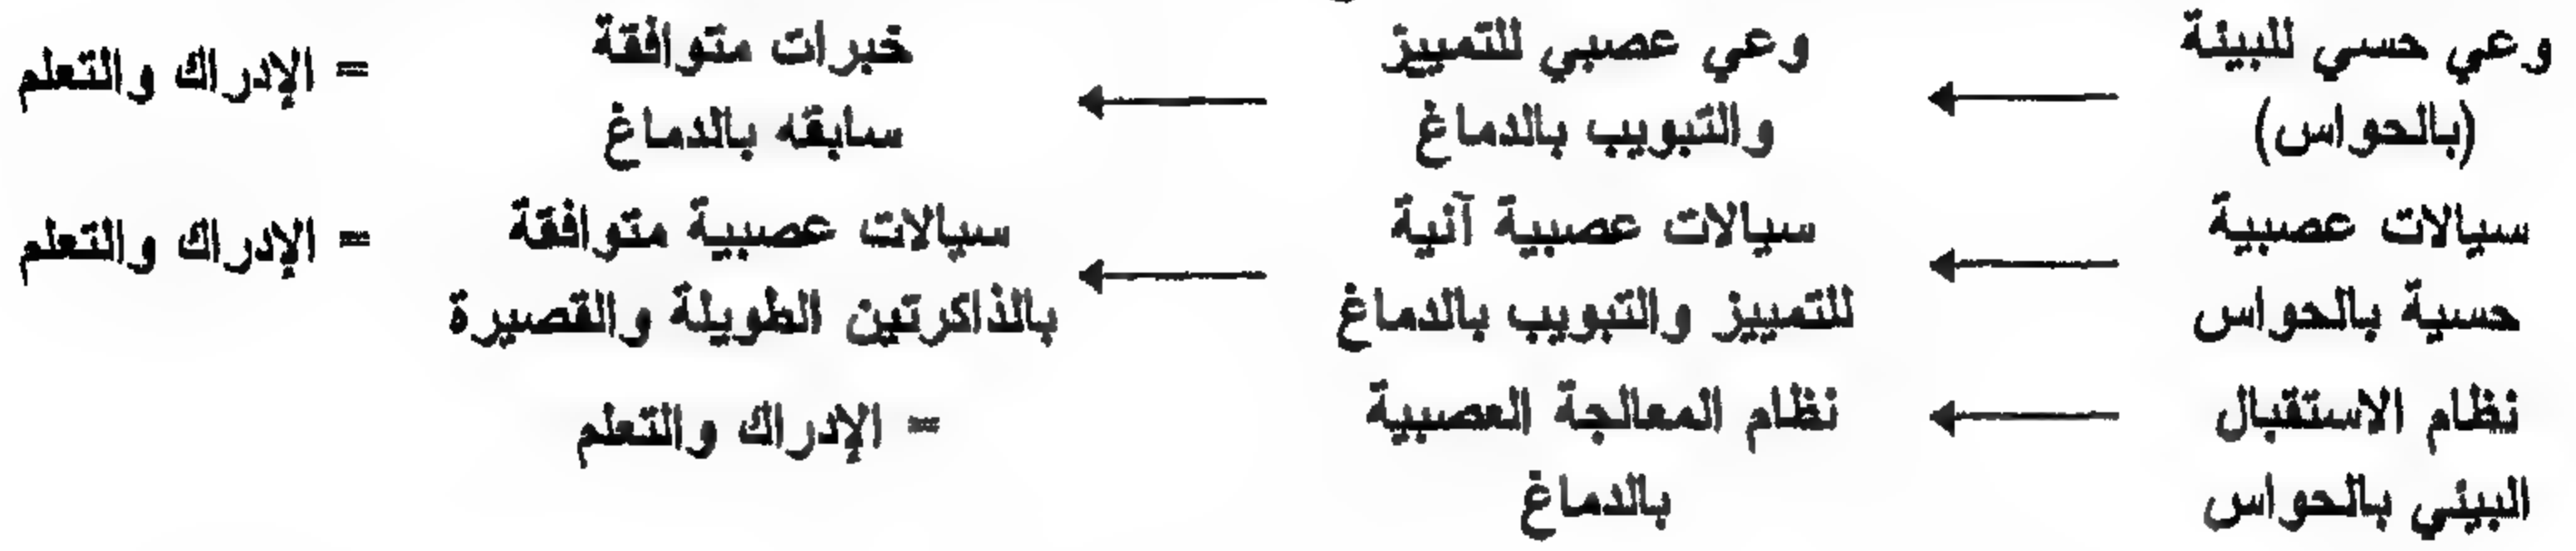 وعي حسي للبيئة ← وعي عصبي للتمييز ← خبرات متوافقة = الإدراك والتعلم
(بالحواس) والتبويب بالدماغ سابقه بالدماغ
سيالات عصبية ← سيالات عصبية آنية ← سيالات عصبية متوافقة = الإدراك والتعلم
حسية بالحواس للتمييز والتبويب بالدماغ بالذاكرتين الطويلة والقصيرة
نظام الاستقبال ← نظام المعالجة العصبية = الإدراك والتعلم
البيئي بالحواس بالدماغ